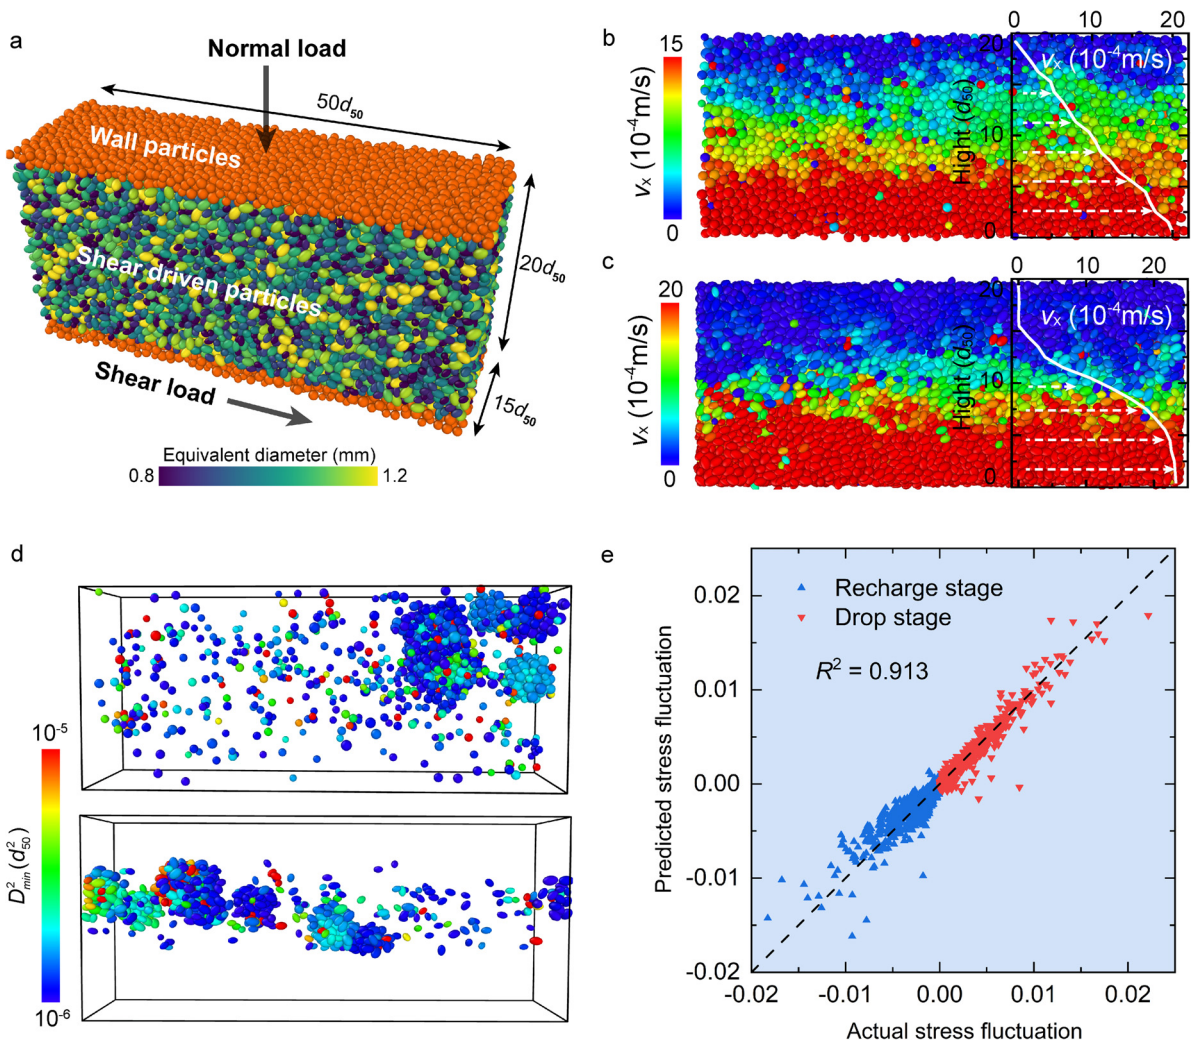 a
Normal load
50d50
Wall particles
Shear driven particles
20d50
15d50
Shear load
Equivalent diameter (mm)
0.8
1.2
b
15
vx (10-4m/s)
0
0
10
20
vx (10-4m/s)
20
10
0
Hight (d50)
c
20
vx (10-4m/s)
0
0
10
20
vx (10-4m/s)
20
10
0
Hight (d50)
d
10-5
D2min (d250)
10-6
e
Recharge stage
Drop stage
R2 = 0.913
Predicted stress fluctuation
0.02
0.01
0.00
-0.01
-0.02
-0.02
-0.01
0.00
0.01
0.02
Actual stress fluctuation